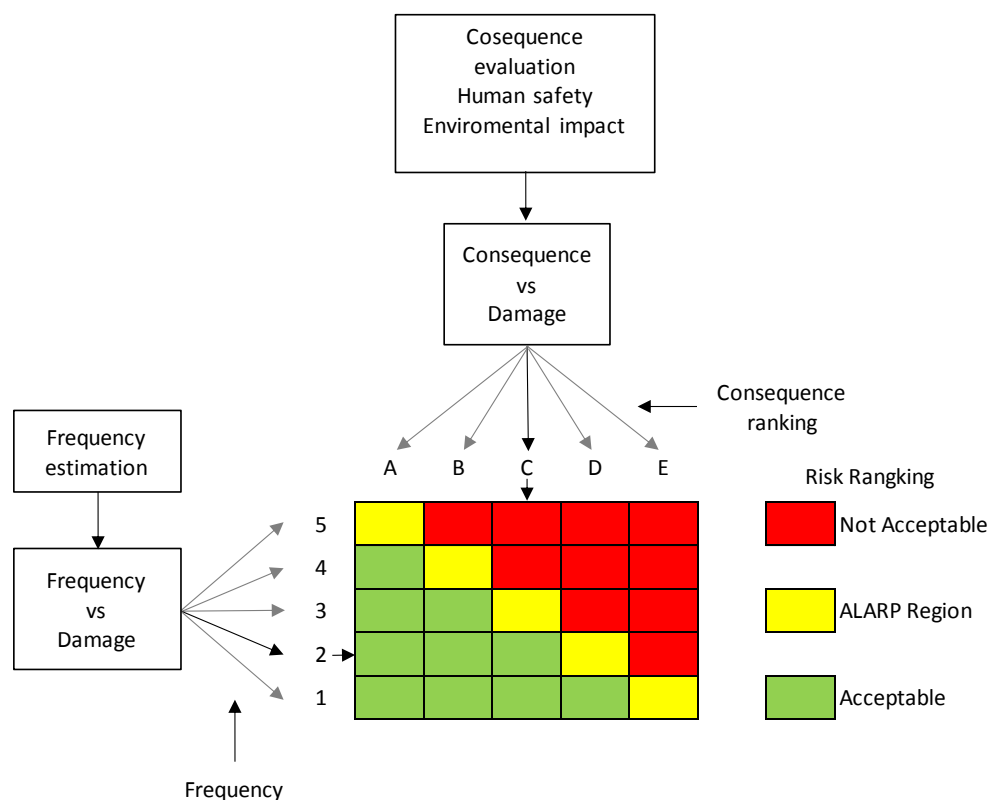 Cosequence
evaluation
Human safety
Enviromental impact
Consequence
vs
Damage
Consequence
ranking
Frequency
estimation
A B C D E
Risk Rangking
5
Not Acceptable
Frequency
vs
Damage
4
3
ALARP Region
2
1
Acceptable
Frequency